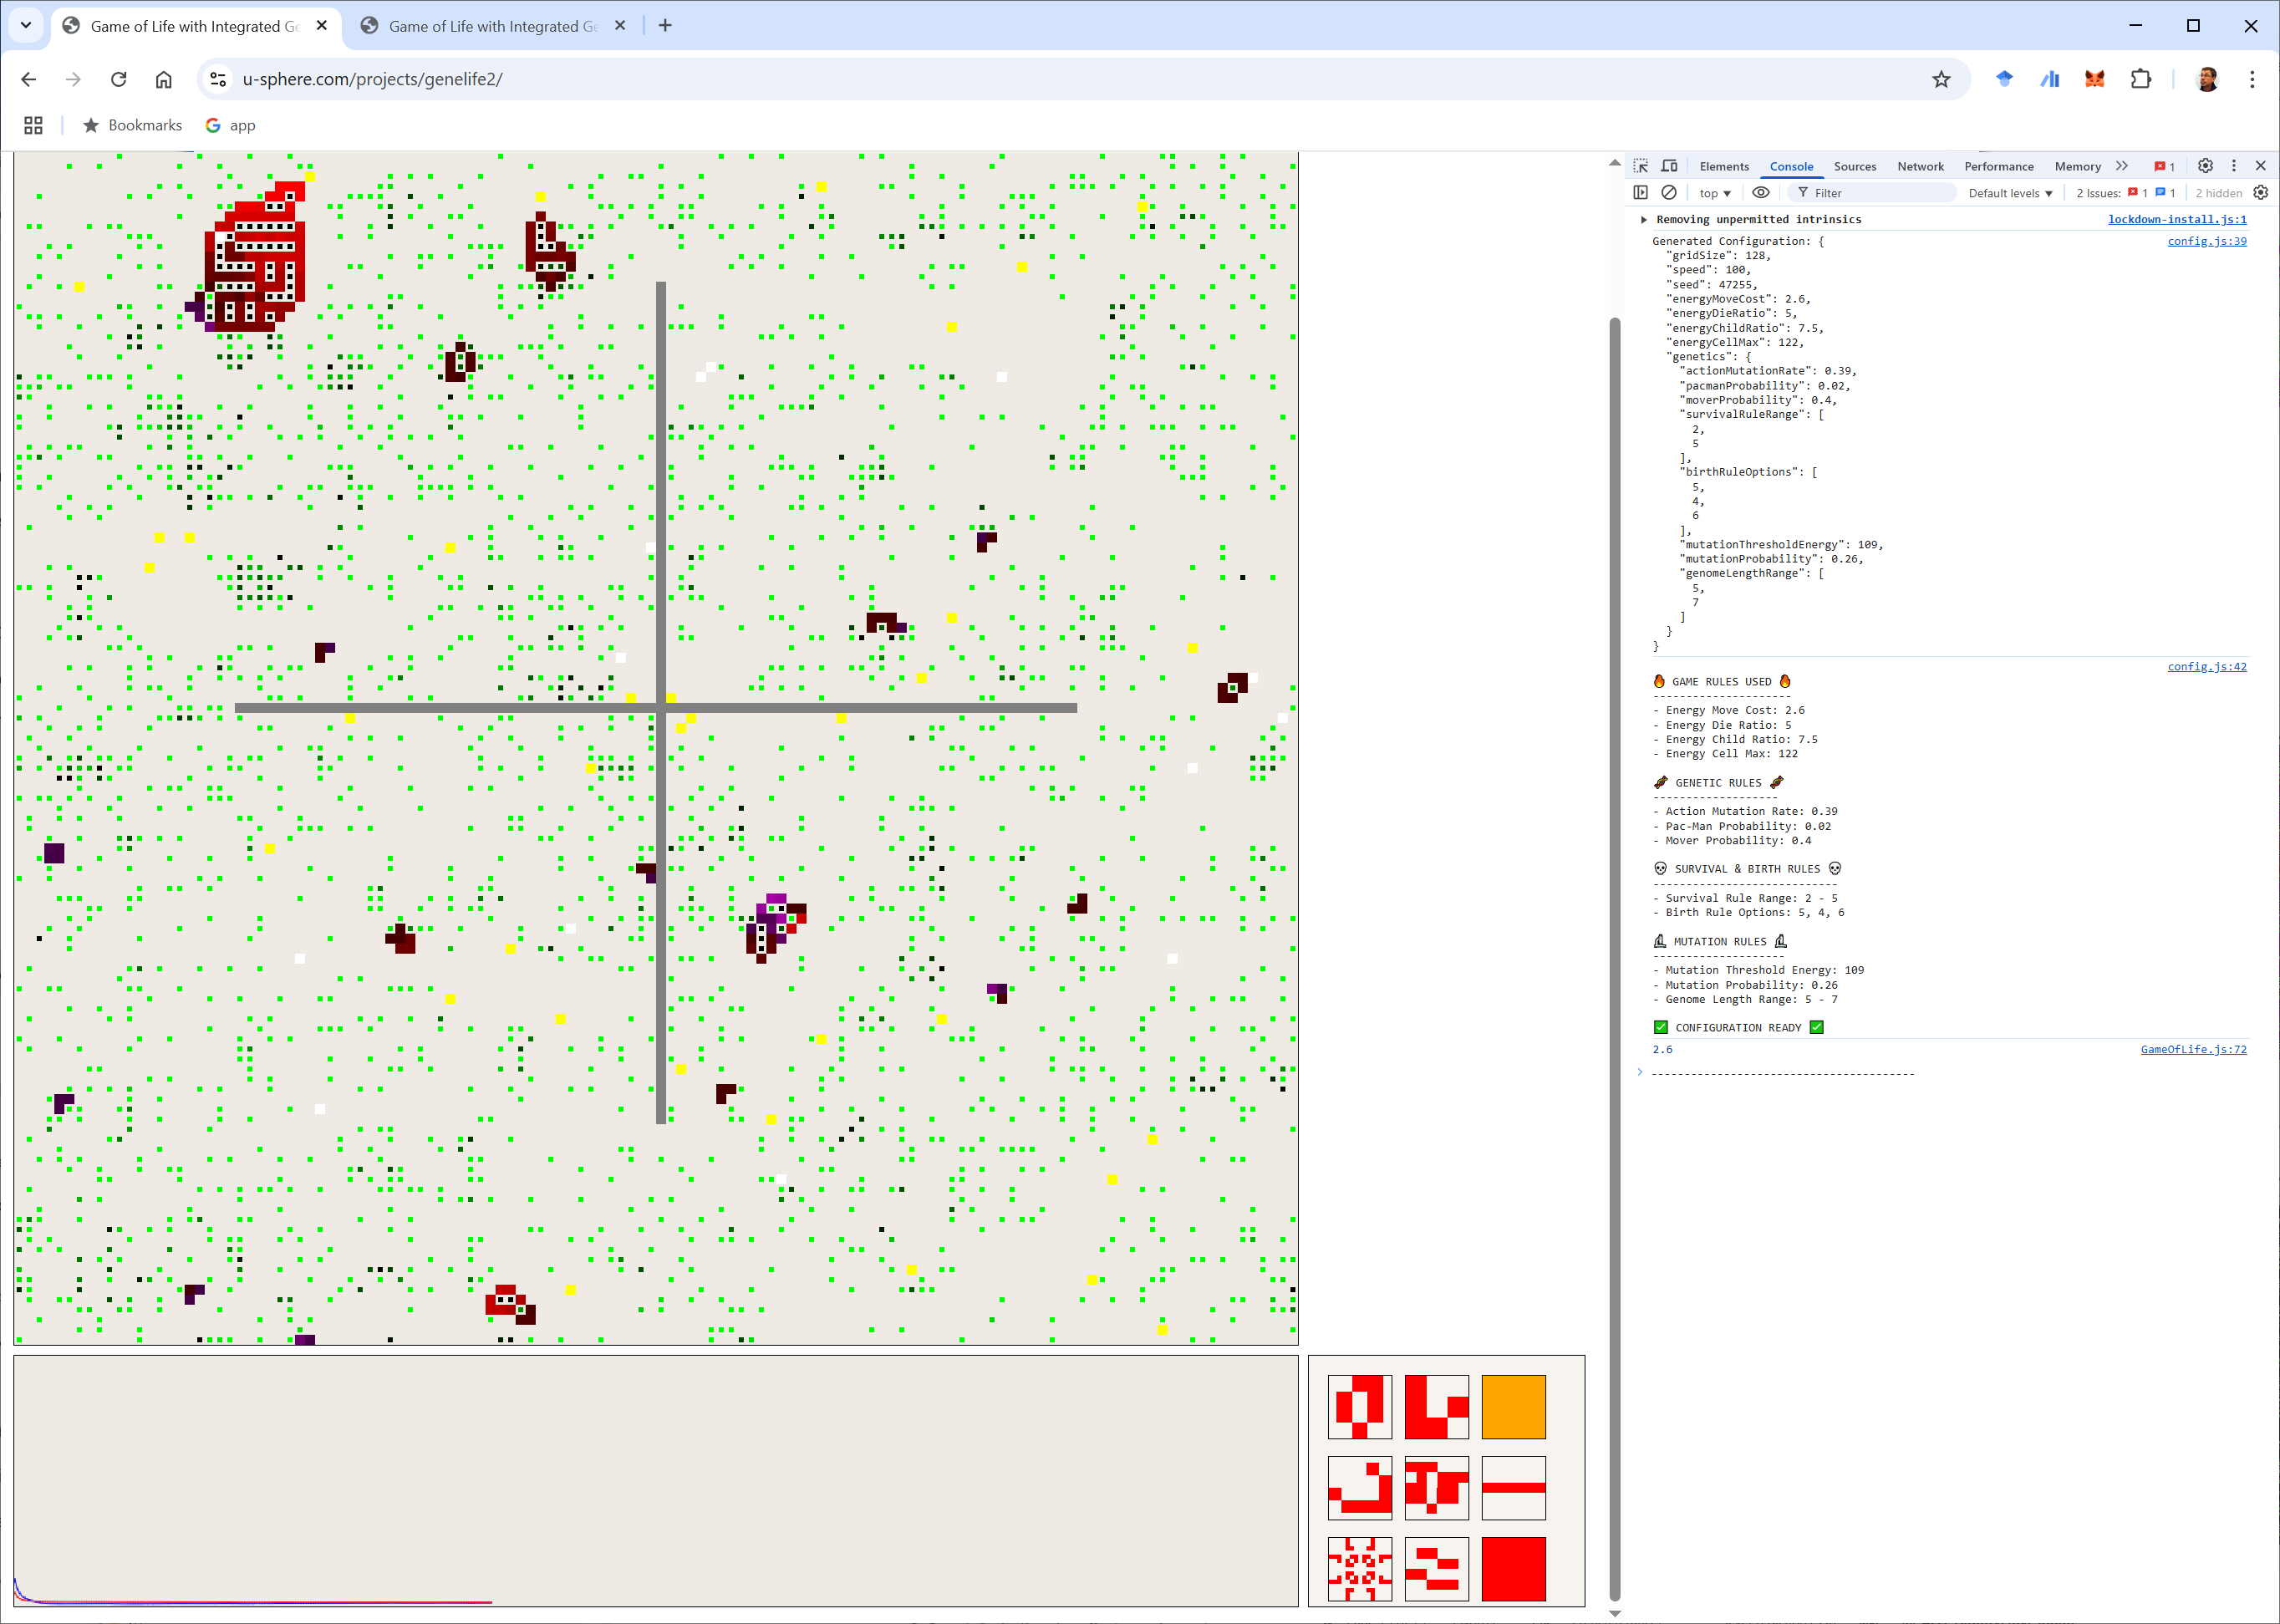 Game of Life with Integrated Ge
Game of Life with Integrated Ge
u-sphere.com/projects/genelife2/
Bookmarks
app
Elements Console Sources Network Performance Memory 1
top Filter Default levels 2 Issues: 1 1 2 hidden
Removing unpermitted intrinsics lockdown-install.js:1
Generated Configuration: { config.js:39
"gridSize": 128,
"speed": 100,
"seed": 47255,
"energyMoveCost": 2.6,
"energyDieRatio": 5,
"energyChildRatio": 7.5,
"energyCellMax": 122,
"genetics": {
"actionMutationRate": 0.39,
"pacmanProbability": 0.02,
"moverProbability": 0.4,
"survivalRuleRange": [
2,
5
],
"birthRuleOptions": [
5,
4,
6
],
"mutationThresholdEnergy": 109,
"mutationProbability": 0.26,
"genomeLengthRange": [
5,
7
]
}
}
config.js:42
🔥 GAME RULES USED 🔥
---------------------
- Energy Move Cost: 2.6
- Energy Die Ratio: 5
- Energy Child Ratio: 7.5
- Energy Cell Max: 122
GENETIC RULES
-------------------
- Action Mutation Rate: 0.39
- Pac-Man Probability: 0.02
- Mover Probability: 0.4
SURVIVAL & BIRTH RULES
----------------------------
- Survival Rule Range: 2 - 5
- Birth Rule Options: 5, 4, 6
MUTATION RULES
--------------------
- Mutation Threshold Energy: 109
- Mutation Probability: 0.26
- Genome Length Range: 5 - 7
✅ CONFIGURATION READY ✅
2.6 GameOfLife.js:72
----------------------------------------